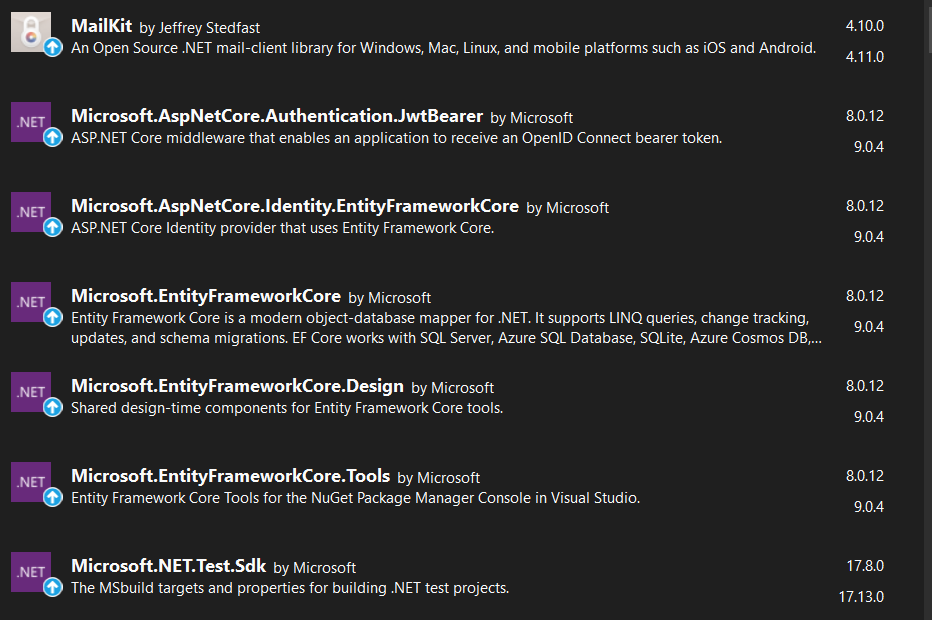 MailKit by Jeffrey Stedfast 4.10.0
An Open Source .NET mail-client library for Windows, Mac, Linux, and mobile platforms such as iOS and Android.
4.11.0
.NET
Microsoft.AspNetCore.Authentication.JwtBearer by Microsoft 8.0.12
ASP.NET Core middleware that enables an application to receive an OpenID Connect bearer token.
9.0.4
.NET
Microsoft.AspNetCore.Identity.EntityFrameworkCore by Microsoft 8.0.12
ASP.NET Core Identity provider that uses Entity Framework Core.
9.0.4
.NET
Microsoft.EntityFrameworkCore by Microsoft 8.0.12
Entity Framework Core is a modern object-database mapper for .NET. It supports LINQ queries, change tracking,
9.0.4
updates, and schema migrations. EF Core works with SQL Server, Azure SQL Database, SQLite, Azure Cosmos DB,...
.NET
Microsoft.EntityFrameworkCore.Design by Microsoft 8.0.12
Shared design-time components for Entity Framework Core tools.
9.0.4
.NET
Microsoft.EntityFrameworkCore.Tools by Microsoft 8.0.12
Entity Framework Core Tools for the NuGet Package Manager Console in Visual Studio.
9.0.4
.NET
Microsoft.NET.Test.Sdk by Microsoft 17.8.0
The MSbuild targets and properties for building .NET test projects.
17.13.0